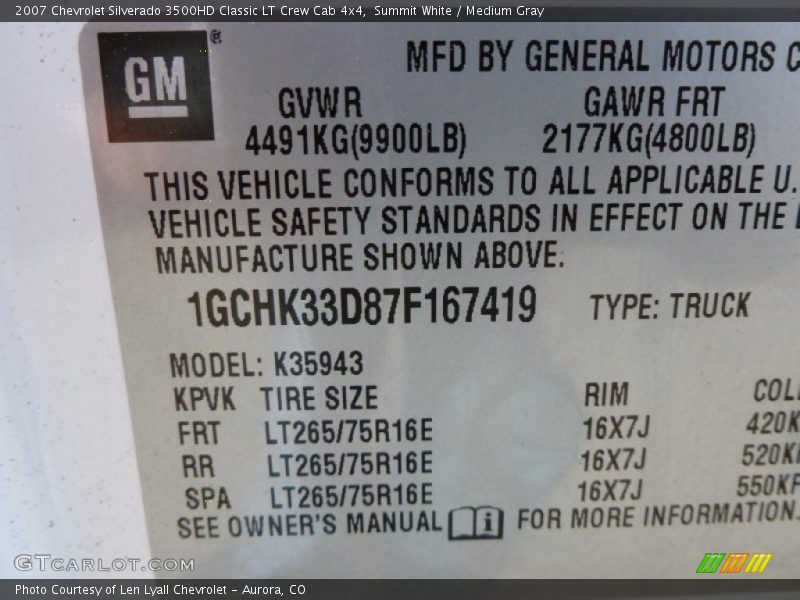 2007 Chevrolet Silverado 3500HD Classic LT Crew Cab 4x4, Summit White / Medium Gray
GM ®
MFD BY GENERAL MOTORS
GVWR GAWR FRT
4491KG(9900LB) 2177KG(4800LB)
THIS VEHICLE CONFORMS TO ALL APPLICABLE U.
VEHICLE SAFETY STANDARDS IN EFFECT ON THE
MANUFACTURE SHOWN ABOVE.
1GCHK33D87F167419 TYPE: TRUCK
MODEL: K35943
KPVK TIRE SIZE RIM COL
FRT LT265/75R16E 16X7J 420K
RR LT265/75R16E 16X7J 520K
SPA LT265/75R16E 16X7J 550KP
SEE OWNER'S MANUAL i FOR MORE INFORMATION.
GTCARLOT.COM
Photo Courtesy of Len Lyall Chevrolet - Aurora, CO